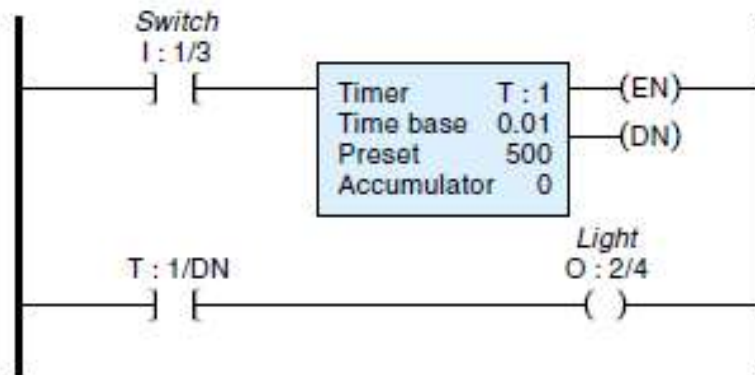 Switch
I : 1/3
Timer T : 1 (EN)
Time base 0.01 (DN)
Preset 500
Accumulator 0
Light
T : 1/DN O : 2/4